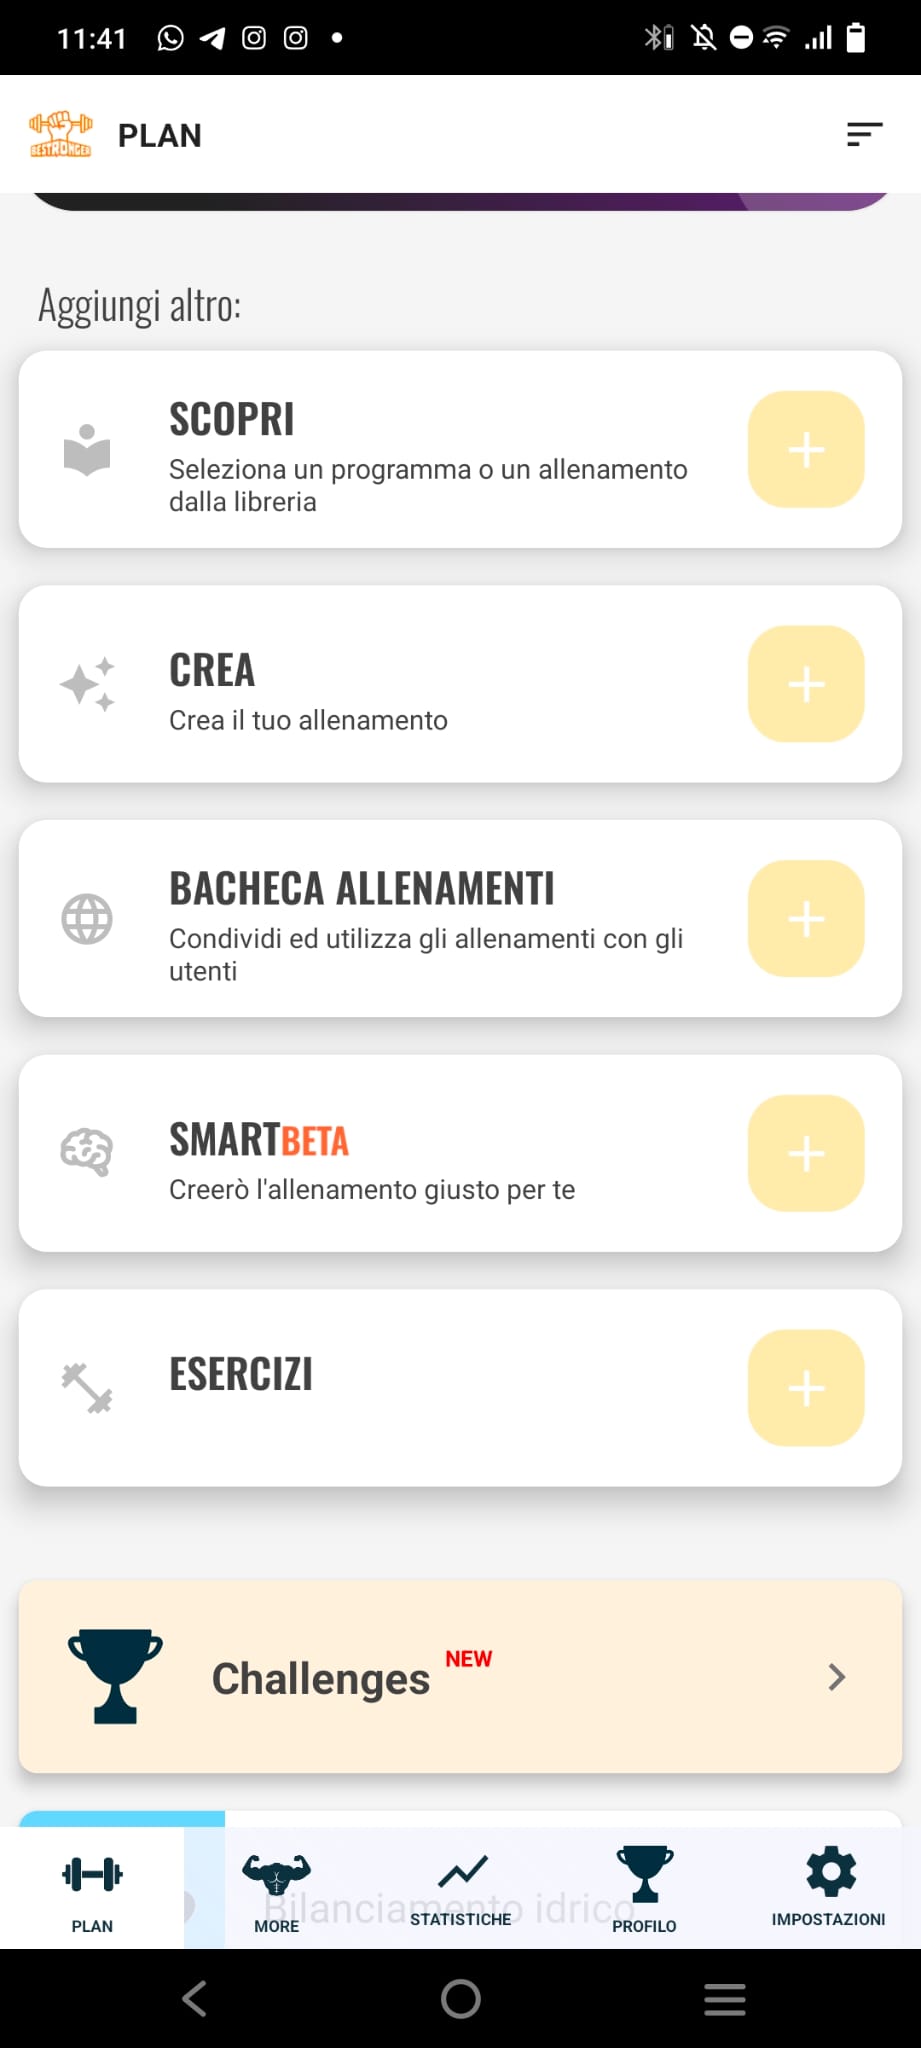 11:41
BESTRONGER
PLAN
Aggiungi altro:
SCOPRI
Seleziona un programma o un allenamento
dalla libreria
CREA
Crea il tuo allenamento
BACHECA ALLENAMENTI
Condividi ed utilizza gli allenamenti con gli
utenti
SMARTBETA
Creerò l'allenamento giusto per te
ESERCIZI
Challenges NEW
Bilanciamento idrico
PLAN
MORE
STATISTICHE
PROFILO
IMPOSTAZIONI